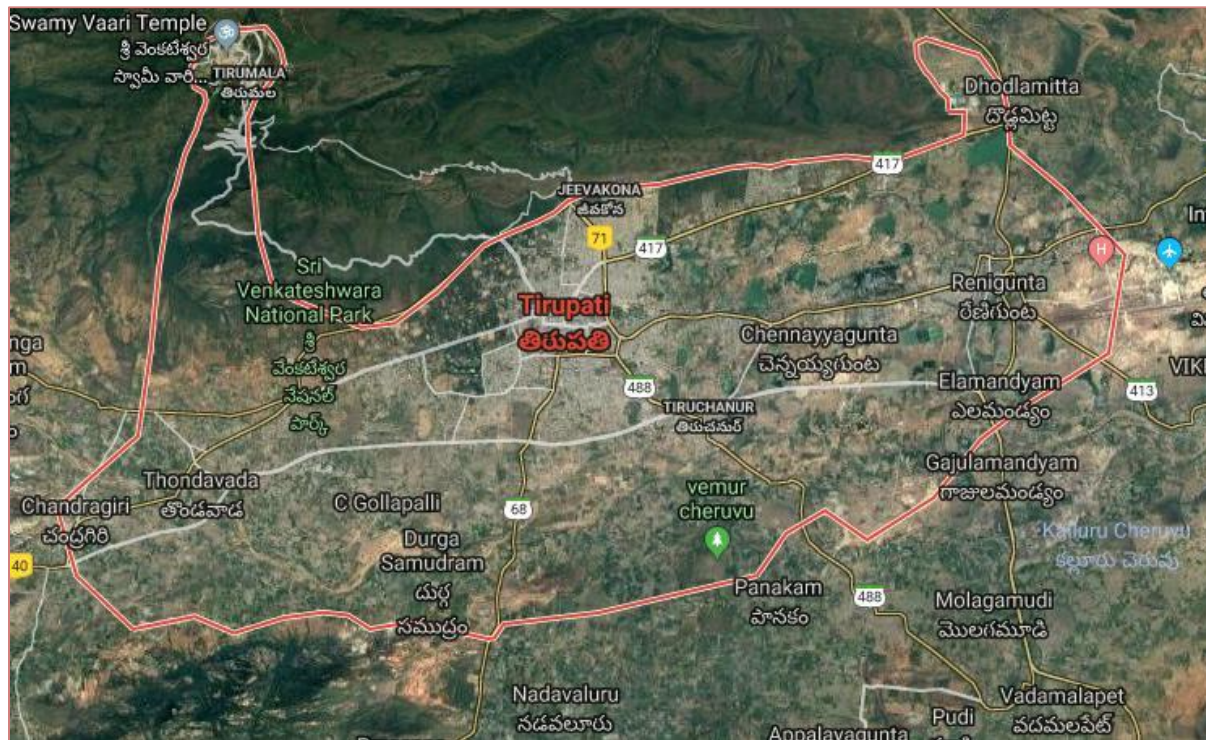 Swamy Vaari Temple
శ్రీ వెంకటేశ్వర
స్వామీ వారి...
TIRUMALA
తిరుమల
Dhodlamitta
దొడ్లమిట్ట
417
JEEVAKONA
జీవకోన
71
417
Sri
Venkateshwara
National Park
శ్రీ
వేంకటేశ్వర
నేషనల్
పార్క్
Tirupati
తిరుపతి
H
Renigunta
రేణిగుంట
Chennayyagunta
చెన్నయ్యగుంట
488
Elamandyam
ఎలమండ్యం
413
TIRUCHANUR
తిరుచనుర్
Thondavada
తొండవాడ
Chandragiri
చంద్రగిరి
C Gollapalli
68
Gajulamandyam
గాజులమండ్యం
vemur
cheruvu
Durga
Samudram
దుర్గ
సముద్రం
40
Kalluru Cheruvu
కల్లూరు చెరువు
Panakam
పానకం
488
Molagamudi
మొలగమూడి
Nadavaluru
నడవలూరు
Vadamalapet
వదమలపేట్
Pudi
Appalayagunta